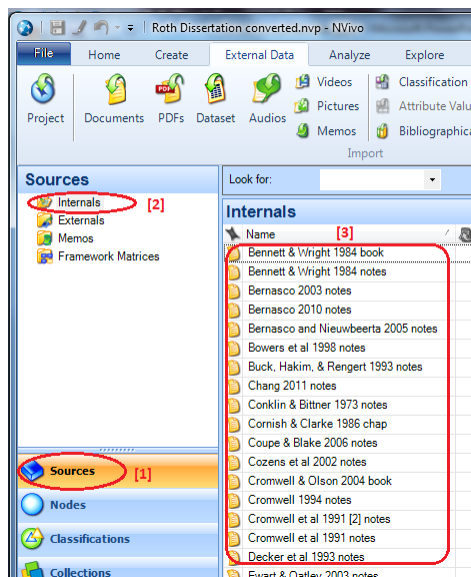 Roth Dissertation converted.nvp - NVivo
File Home Create External Data Analyze Explore
Project Documents PDFs Dataset Audios
Videos Classification
Pictures Attribute Valu
Memos Bibliographica
Import
Sources
Internals [2]
Externals
Memos
Framework Matrices
Look for:
Internals
Name [3]
Bennett & Wright 1984 book
Bennett & Wright 1984 notes
Bernasco 2003 notes
Bernasco 2010 notes
Bernasco and Nieuwbeerta 2005 notes
Bowers et al 1998 notes
Buck, Hakim, & Rengert 1993 notes
Chang 2011 notes
Conklin & Bittner 1973 notes
Cornish & Clarke 1986 chap
Coupe & Blake 2006 notes
Cozens et al 2002 notes
Cromwell & Olson 2004 book
Cromwell 1994 notes
Cromwell et al 1991 [2] notes
Cromwell et al 1991 notes
Decker et al 1993 notes
Ewart & Oatley 2003 notes
Sources [1]
Nodes
Classifications
Collections